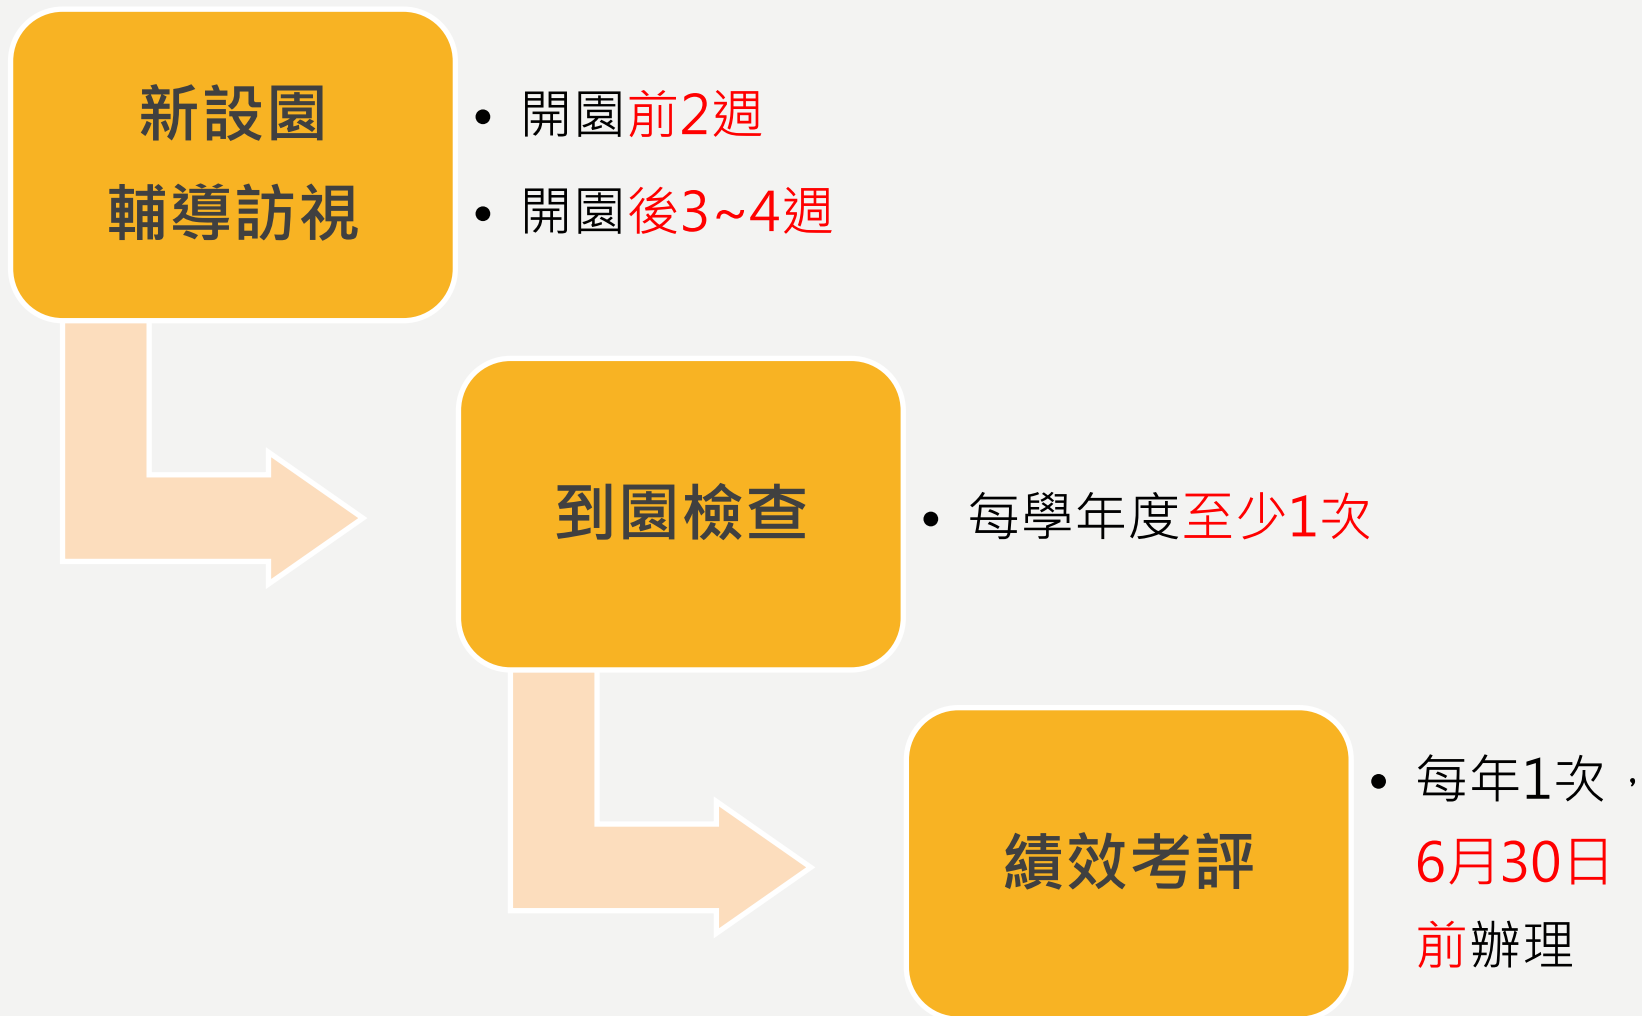 新設園
輔導訪視
• 開園前2週
• 開園後3~4週
到園檢查
• 每學年度至少1次
績效考評
• 每年1次，
6月30日
前辦理